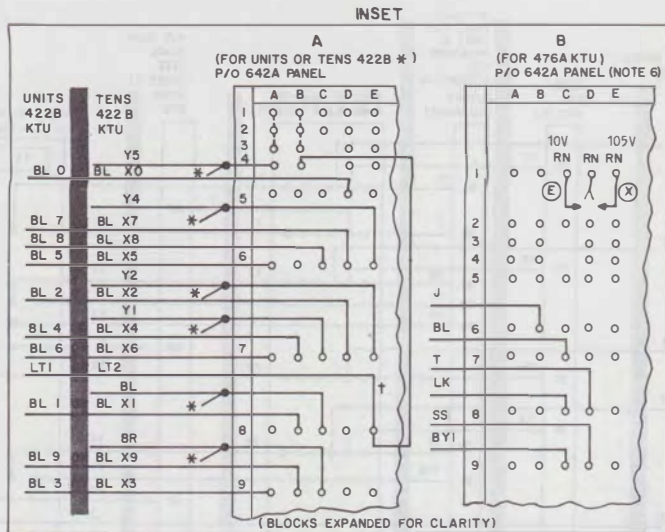 INSET
A
(FOR UNITS OR TENS 422B *)
P/O 642A PANEL
B
(FOR 476A KTU)
P/O 642A PANEL (NOTE 6)
UNITS
422B
KTU
TENS
422B
KTU
A B C D E
1
2
3
4
5
6
7
8
9
Y5
BL 0 BL X0 *
Y4
BL 7 BL X7 *
BL 8 BL X8
BL 5 BL X5
Y2
BL 2 BL X2 *
Y1
BL 4 BL X4 *
BL 6 BL X6
LT1 LT2
†
BL
BL 1 BL X1 *
BR
BL 9 BL X9 *
BL 3 BL X3
A B C D E
10V 105V
RN RN RN
E X
1
2
3
4
5
6
7
8
9
J
BL
T
LK
SS
BY1
(BLOCKS EXPANDED FOR CLARITY)